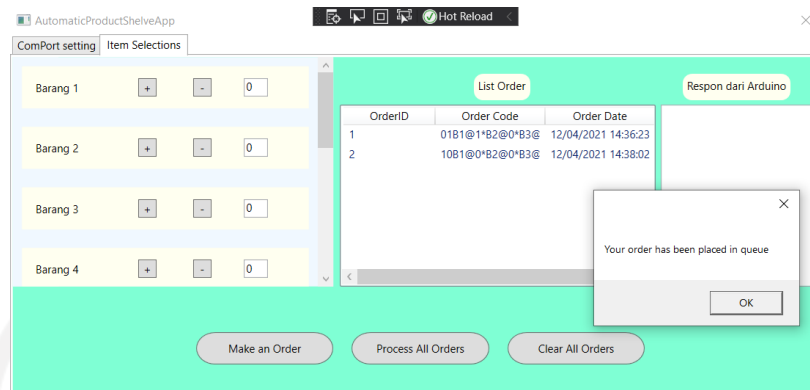 AutomaticProductShelveApp
Hot Reload
ComPort setting Item Selections
List Order Respon dari Arduino
Barang 1 + - 0
Barang 2 + - 0
Barang 3 + - 0
Barang 4 + - 0
OrderID Order Code Order Date
1 01B1@1*B2@0*B3@ 12/04/2021 14:36:23
2 10B1@0*B2@0*B3@ 12/04/2021 14:38:02
Your order has been placed in queue
OK
Make an Order Process All Orders Clear All Orders